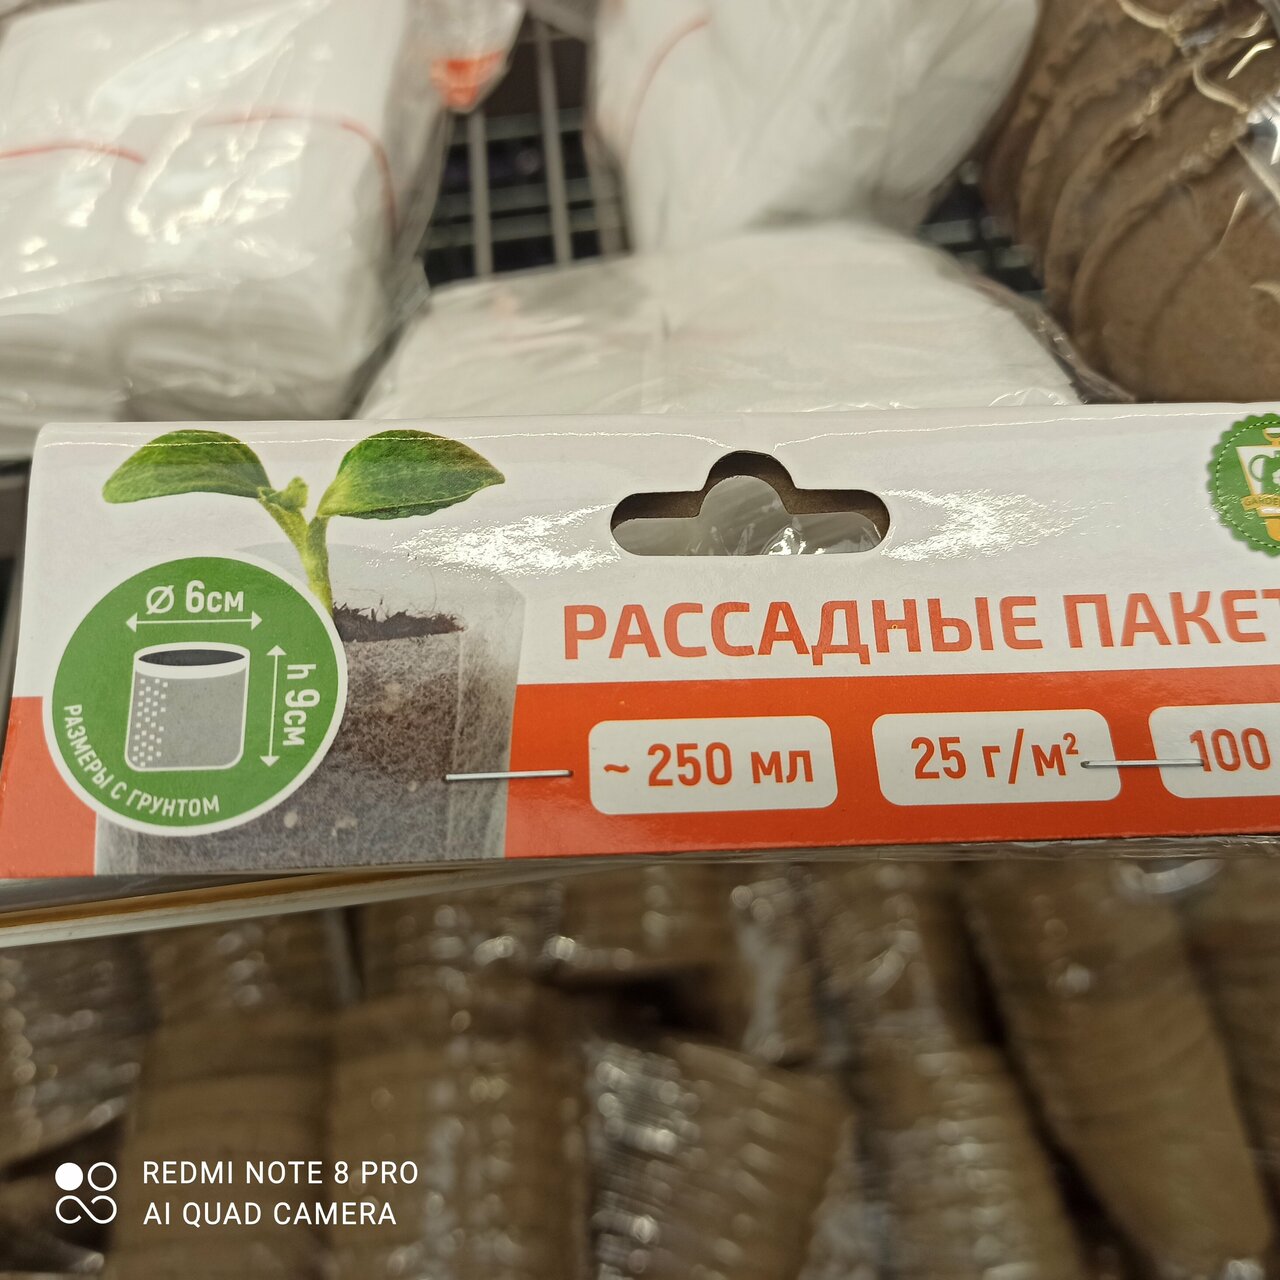 Ø 6см
h 9см
РАЗМЕРЫ С ГРУНТОМ
РАССАДНЫЕ ПАКЕТ
~ 250 мл
25 г/м²
100
REDMI NOTE 8 PRO
AI QUAD CAMERA